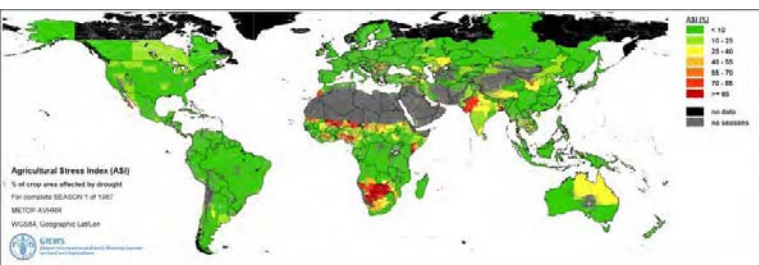 ASI (%)
< 10
10 - 25
25 - 40
40 - 55
55 - 70
70 - 85
>= 85
no data
no seasons
Agricultural Stress Index (ASI)
% of crop area affected by drought
For complete SEASON 1 of 1987
METOP-AVHRR
WGS84, Geographic Lat/Lon
GIEWS